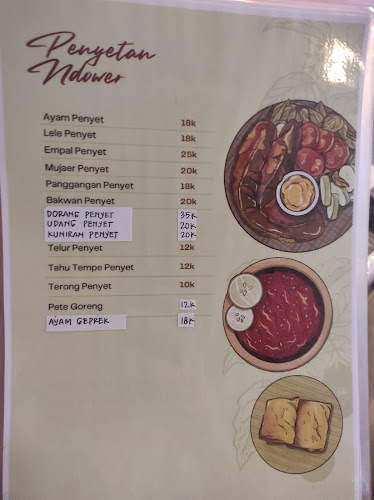 Penyetan
Ndower
Ayam Penyet 18k
Lele Penyet 18k
Empal Penyet 25k
Mujaer Penyet 20k
Panggangan Penyet 18k
Bakwan Penyet 20k
DORANG PENYET 35K
UDANG PENYET 20K
KUNIRAN PENYET 20K
Telur Penyet 12k
Tahu Tempe Penyet 12k
Terong Penyet 10k
Pete Goreng 12K
AYAM GEPREK 18K